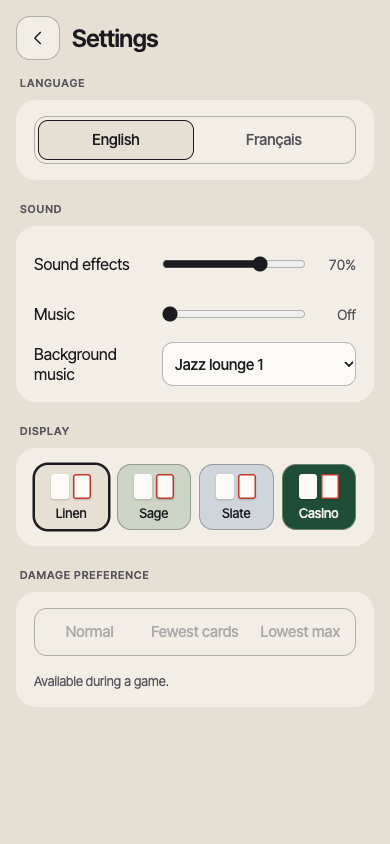 Settings
LANGUAGE
English
Français
SOUND
Sound effects
70%
Music
Off
Background
music
Jazz lounge 1
DISPLAY
Linen
Sage
Slate
Casino
DAMAGE PREFERENCE
Normal
Fewest cards
Lowest max
Available during a game.